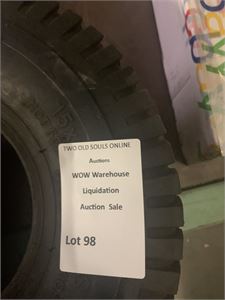 TWO OLD SOULS ONLINE
Auctions
WOW Warehouse
Liquidation
Auction Sale
Lot 98